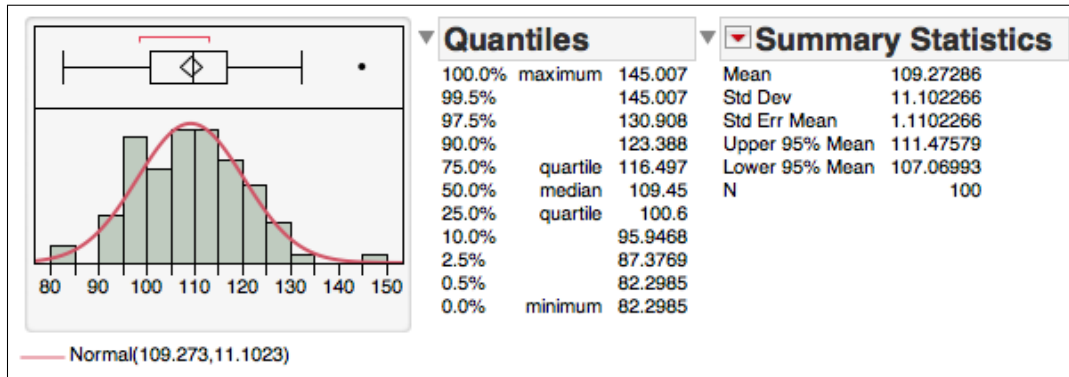 Quantiles
100.0% maximum 145.007
99.5% 145.007
97.5% 130.908
90.0% 123.388
75.0% quartile 116.497
50.0% median 109.45
25.0% quartile 100.6
10.0% 95.9468
2.5% 87.3769
0.5% 82.2985
0.0% minimum 82.2985
Summary Statistics
Mean 109.27286
Std Dev 11.102266
Std Err Mean 1.1102266
Upper 95% Mean 111.47579
Lower 95% Mean 107.06993
N 100
80 90 100 110 120 130 140 150
Normal(109.273,11.1023)